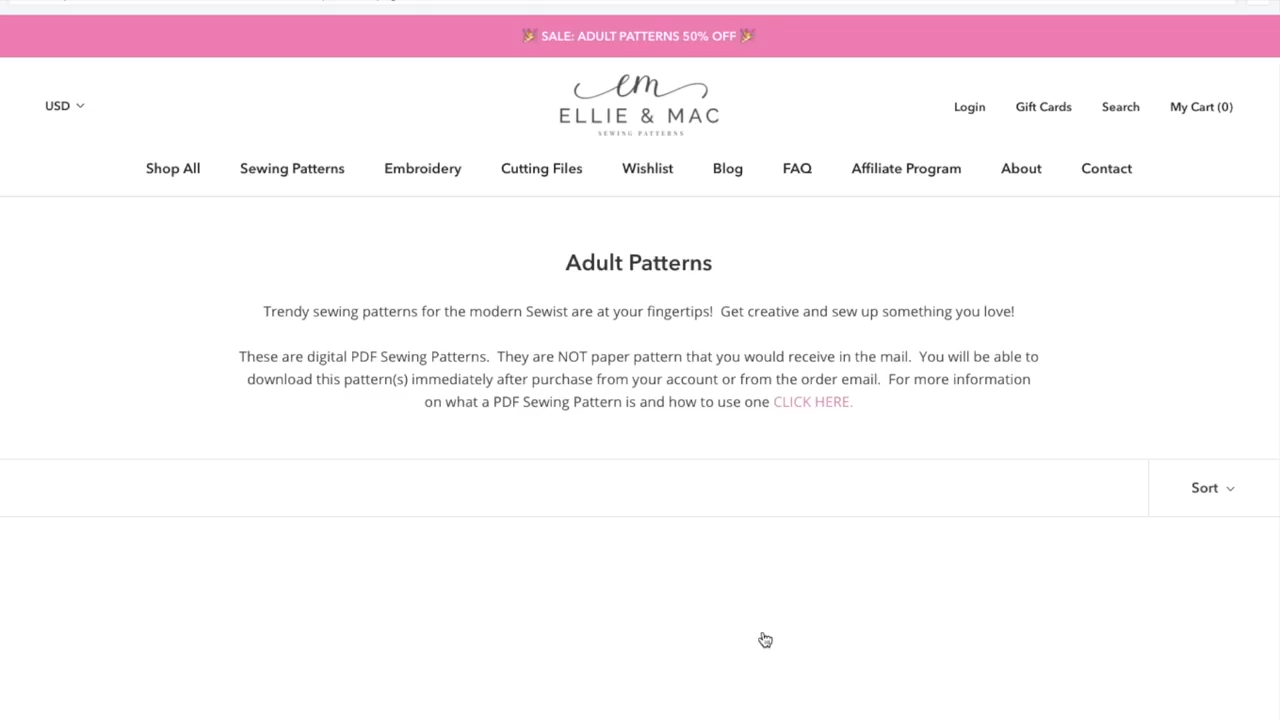 SALE: ADULT PATTERNS 50% OFF
USD
em
ELLIE & MAC
SEWING PATTERNS
Login Gift Cards Search My Cart (0)
Shop All Sewing Patterns Embroidery Cutting Files Wishlist Blog FAQ Affiliate Program About Contact
Adult Patterns
Trendy sewing patterns for the modern Sewist are at your fingertips! Get creative and sew up something you love!
These are digital PDF Sewing Patterns. They are NOT paper pattern that you would receive in the mail. You will be able to
download this pattern(s) immediately after purchase from your account or from the order email. For more information
on what a PDF Sewing Pattern is and how to use one CLICK HERE.
Sort